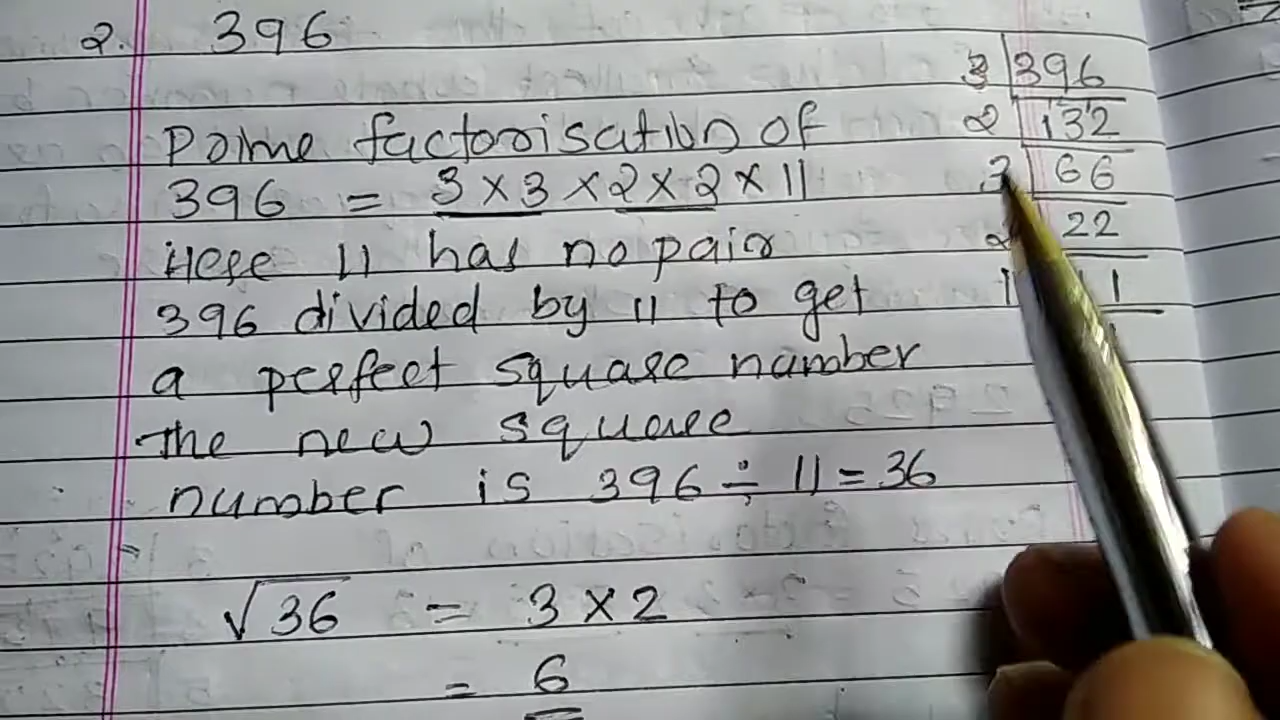 2. 396
Prime factorisation of
396 = 3 × 3 × 2 × 2 × 11
Here 11 has no pair
396 divided by 11 to get
a perfect square number
The new square
number is 396 ÷ 11 = 36
√36 = 3 × 2
= 6
3 | 396
2 | 132
3 | 66
2 | 22